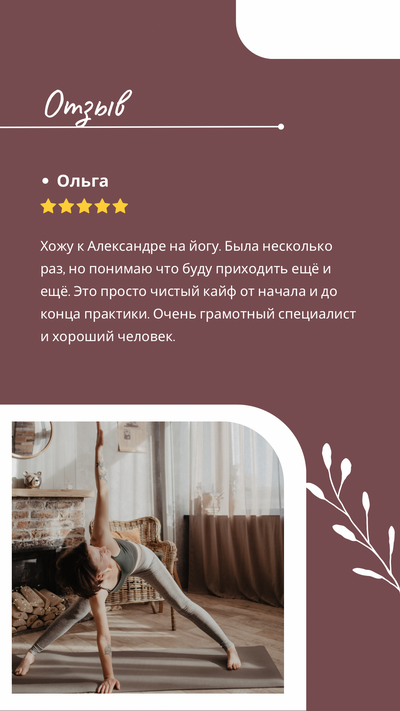 Отзыв
• Ольга
Хожу к Александре на йогу. Была несколько
раз, но понимаю что буду приходить ещё и
ещё. Это просто чистый кайф от начала и до
конца практики. Очень грамотный специалист
и хороший человек.